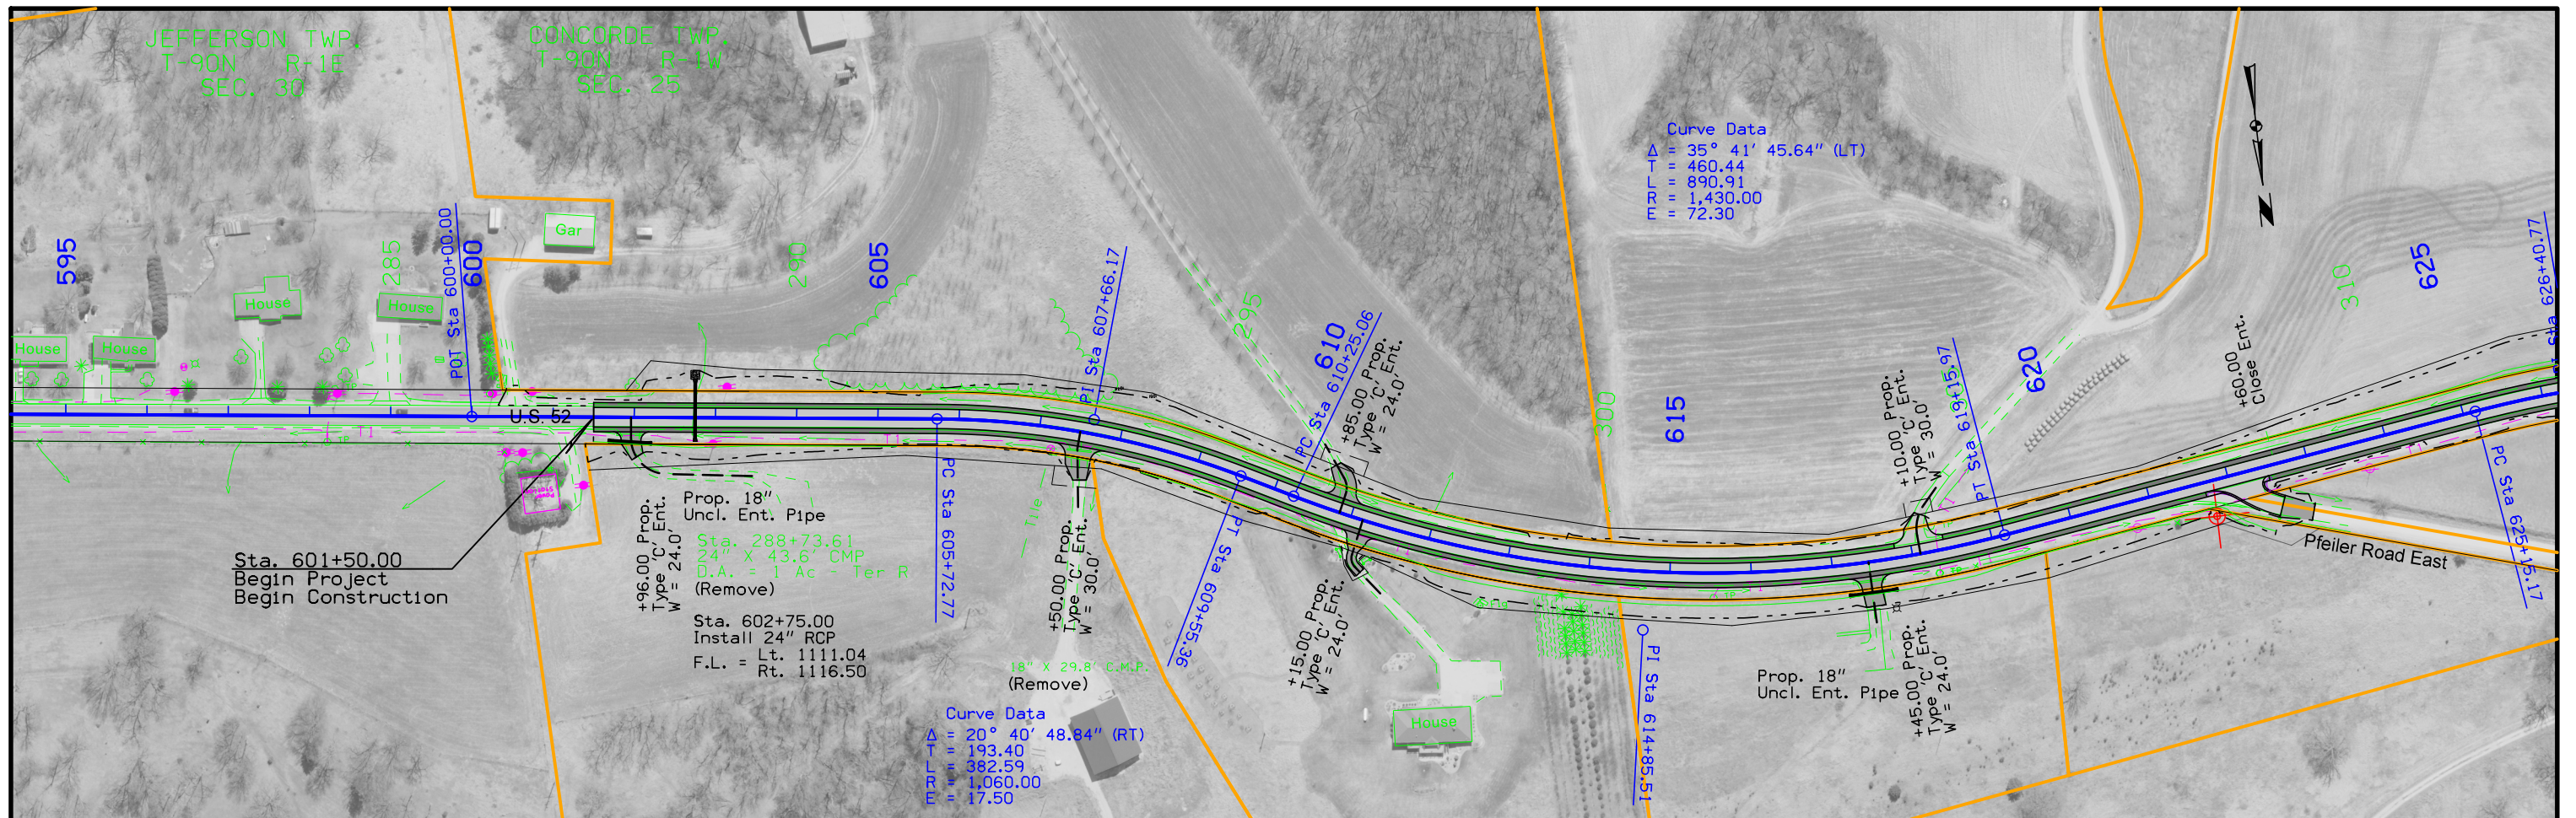 JEFFERSON TWP.
T-90N R-1E
SEC. 30
CONCORDE TWP.
T-90N R-1W
SEC. 25
Gar
House
House
House
House
595
285
POT Sta 600+00.00
600
290
605
PI Sta 607+66.17
295
610
PC Sta 610+25.06
+85.00 Prop.
Type 'C' Ent.
W = 24.0'
Curve Data
Δ = 35° 41' 45.64" (LT)
T = 460.44
L = 890.91
R = 1,430.00
E = 72.30
300
615
+10.00 Prop.
Type 'C' Ent.
W = 30.0'
PT Sta 619+15.97
620
+60.00
Close Ent.
310
625
PI Sta 626+40.77
U.S. 52
T1
T1
Sta. 601+50.00
Begin Project
Begin Construction
+96.00 Prop.
Type 'C' Ent.
W = 24.0'
Prop. 18"
Uncl. Ent. Pipe
Sta. 288+73.61
24" X 43.6' CMP
D.A. = 1 Ac - Ter R
(Remove)
Sta. 602+75.00
Install 24" RCP
F.L. = Lt. 1111.04
Rt. 1116.50
PC Sta 605+72.77
Tile
+50.00 Prop.
Type 'C' Ent.
W = 30.0'
18" X 29.8' C.M.P.
(Remove)
Curve Data
Δ = 20° 40' 48.84" (RT)
T = 193.40
L = 382.59
R = 1,060.00
E = 17.50
PT Sta 609+55.36
+15.00 Prop.
Type 'C' Ent.
W = 24.0'
House
PI Sta 614+85.51
Prop. 18"
Uncl. Ent. Pipe
+45.00 Prop.
Type 'C' Ent.
W = 24.0'
Pfeiler Road East
PC Sta 625+15.17